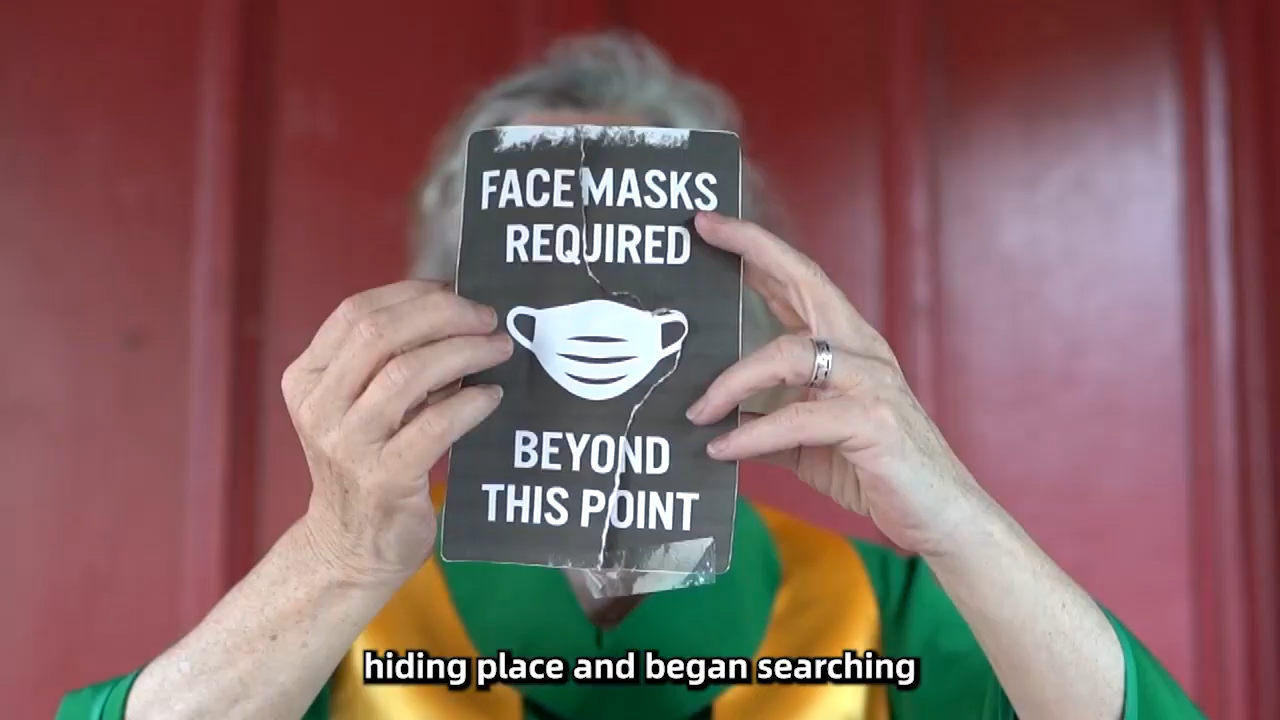 FACE MASKS
REQUIRED
BEYOND
THIS POINT
hiding place and began searching